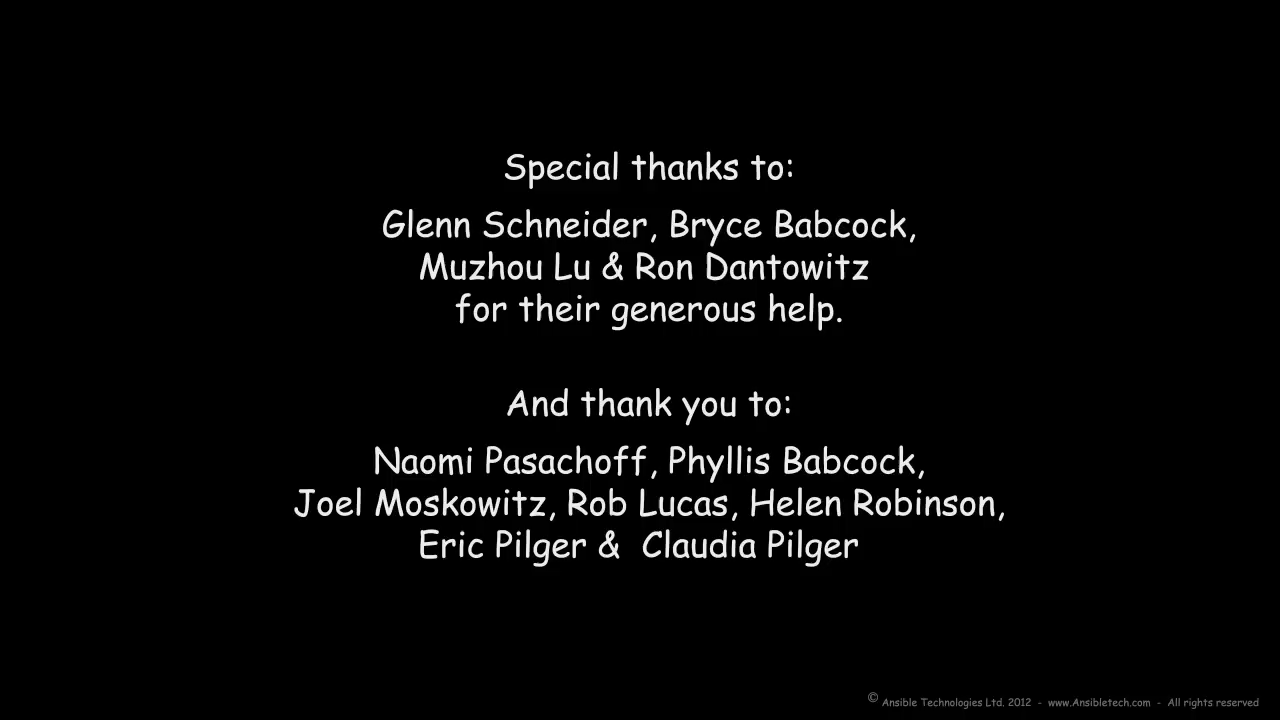 Special thanks to:
Glenn Schneider, Bryce Babcock,
Muzhou Lu & Ron Dantowitz
for their generous help.
And thank you to:
Naomi Pasachoff, Phyllis Babcock,
Joel Moskowitz, Rob Lucas, Helen Robinson,
Eric Pilger & Claudia Pilger
© Ansible Technologies Ltd. 2012 - www.Ansibletech.com - All rights reserved